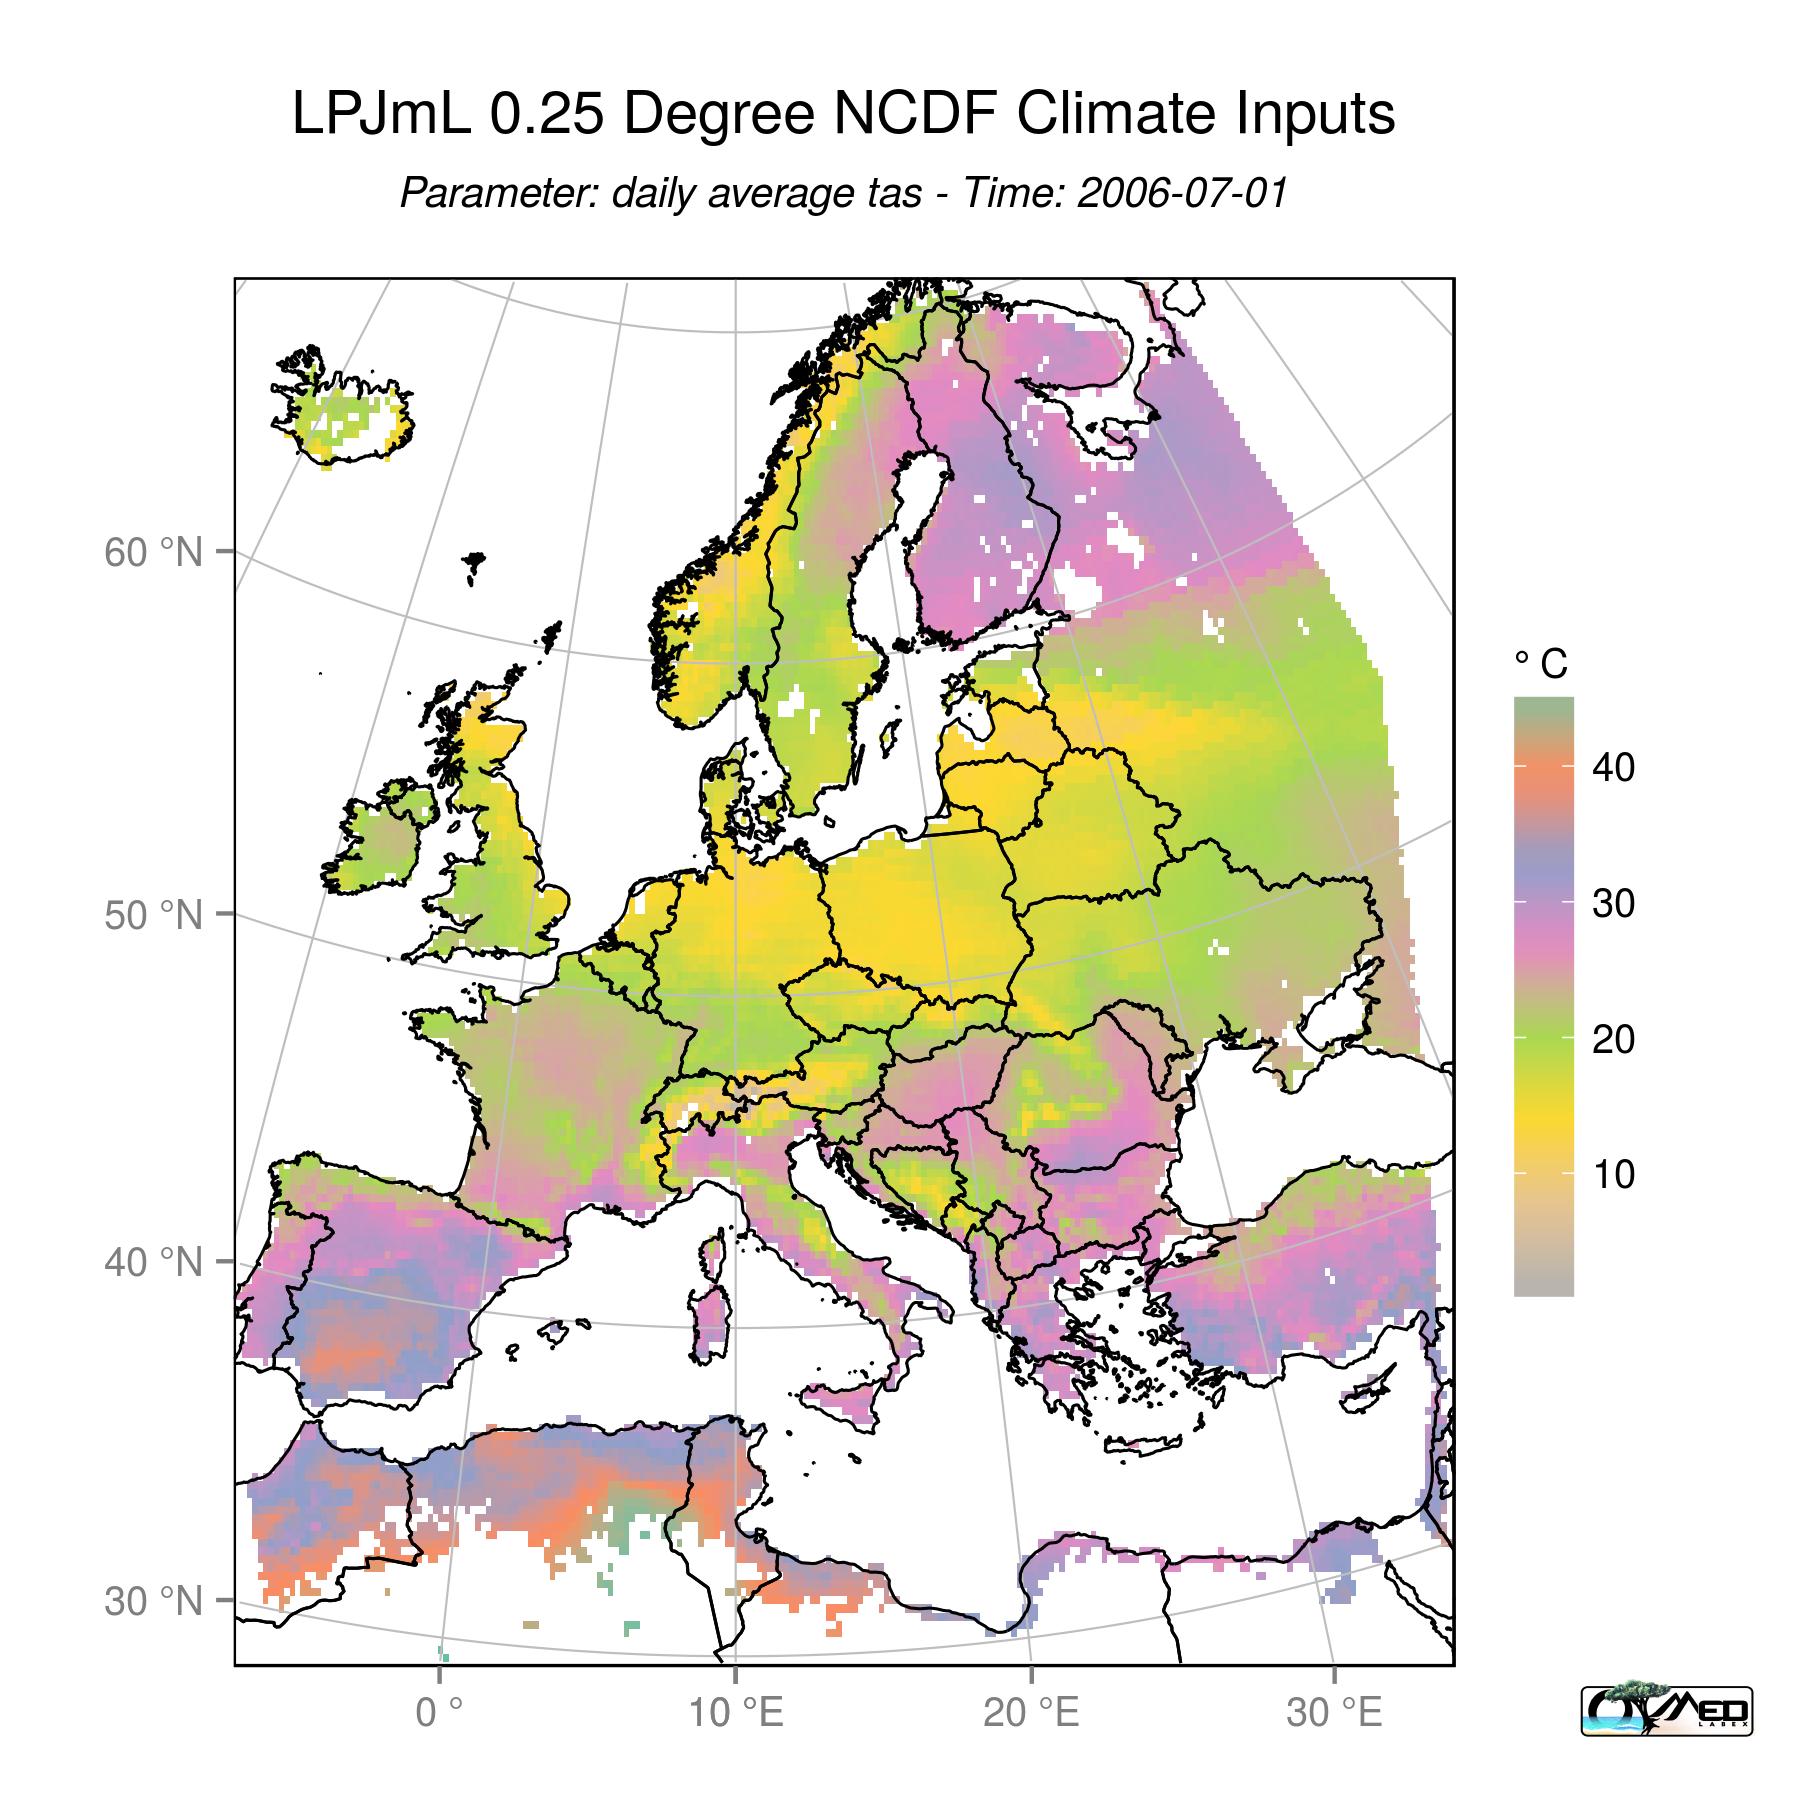 LPJmL 0.25 Degree NCDF Climate Inputs
Parameter: daily average tas - Time: 2006-07-01
60 °N
50 °N
40 °N
30 °N
0 °
10 °E
20 °E
30 °E
° C
40
30
20
10
OTMED
LABEX